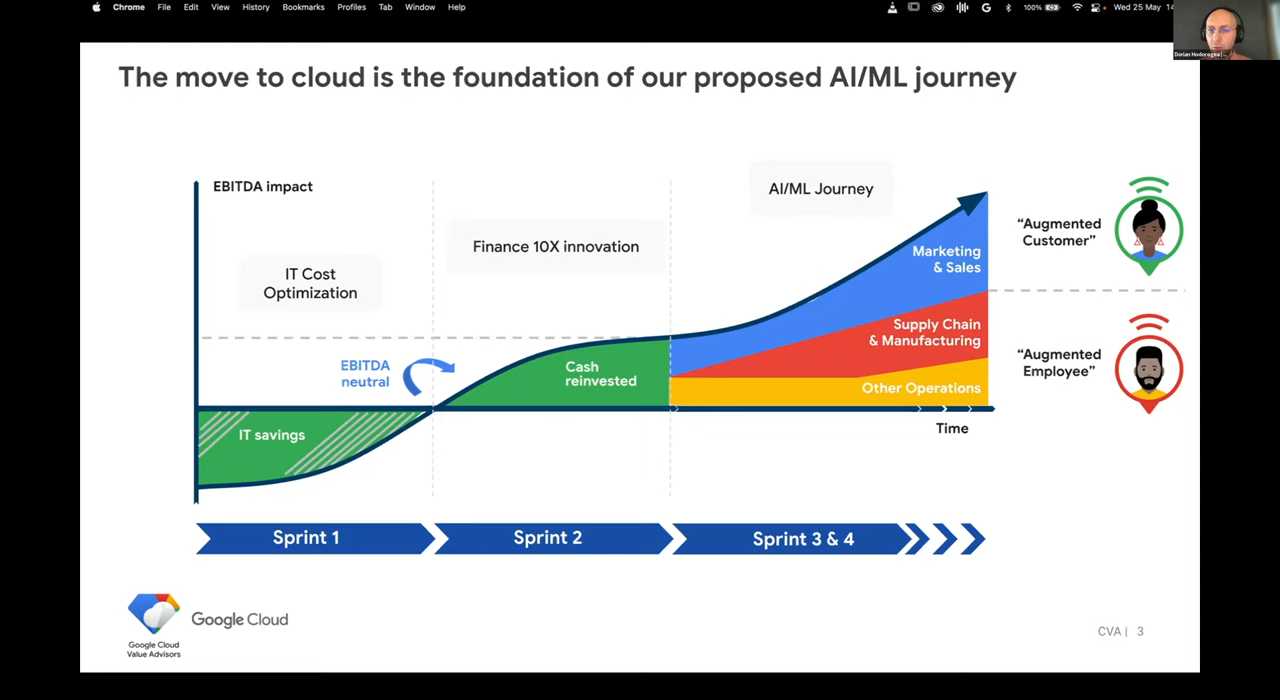 Chrome File Edit View History Bookmarks Profiles Tab Window Help
100%
Wed 25 May
Dorian Hodorogea
The move to cloud is the foundation of our proposed AI/ML journey
EBITDA impact
AI/ML Journey
Finance 10X innovation
IT Cost
Optimization
“Augmented
Customer”
Marketing
& Sales
Supply Chain
& Manufacturing
EBITDA
neutral
Cash
reinvested
“Augmented
Employee”
Other Operations
IT savings
Time
Sprint 1
Sprint 2
Sprint 3 & 4
Google Cloud
Google Cloud
Value Advisors
CVA | 3